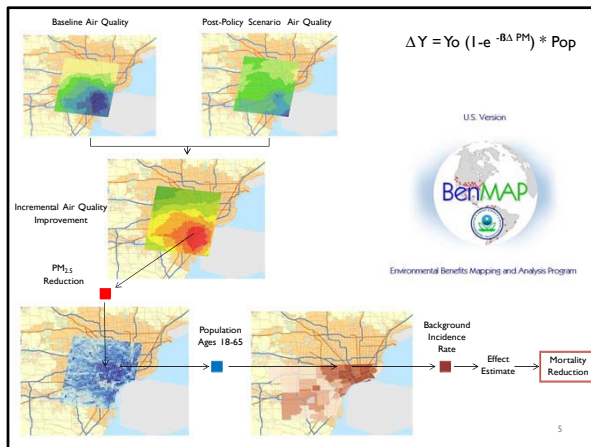 Baseline Air Quality
Post-Policy Scenario Air Quality
ΔY = Yo (1-e -βΔ PM) * Pop
U.S. Version
BenMAP
Environmental Benefits Mapping and Analysis Program
Incremental Air Quality
Improvement
PM2.5
Reduction
Population
Ages 18-65
Background
Incidence
Rate
Effect
Estimate
Mortality
Reduction
5